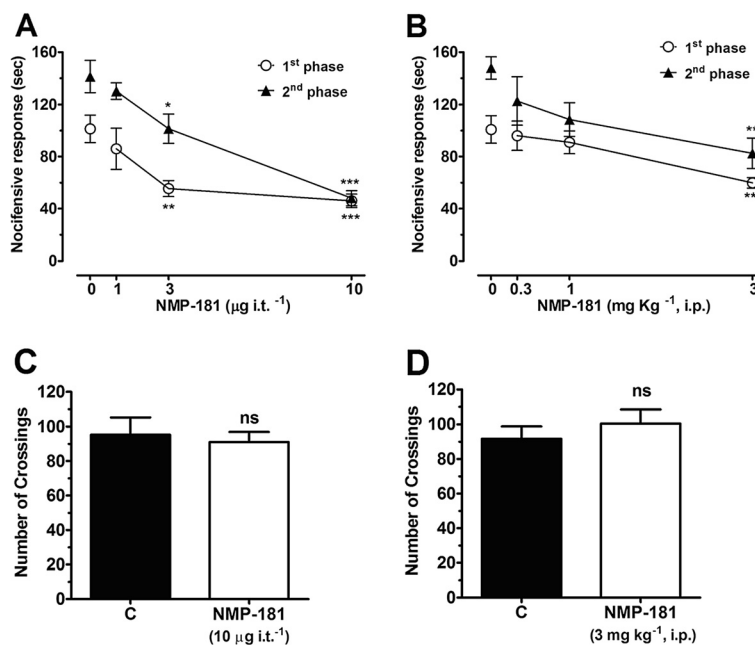 A
Nocifensive response (sec)
160
120
80
40
0
1st phase
2nd phase
*
**
***
***
0 1 3 10
NMP-181 (μg i.t. -1)
B
Nocifensive response (sec)
160
120
80
40
0
1st phase
2nd phase
**
**
0 0.3 1 3
NMP-181 (mg Kg -1, i.p.)
C
Number of Crossings
120
100
80
60
40
20
0
ns
C NMP-181
(10 μg i.t.-1)
D
Number of Crossings
120
100
80
60
40
20
0
ns
C NMP-181
(3 mg kg-1, i.p.)